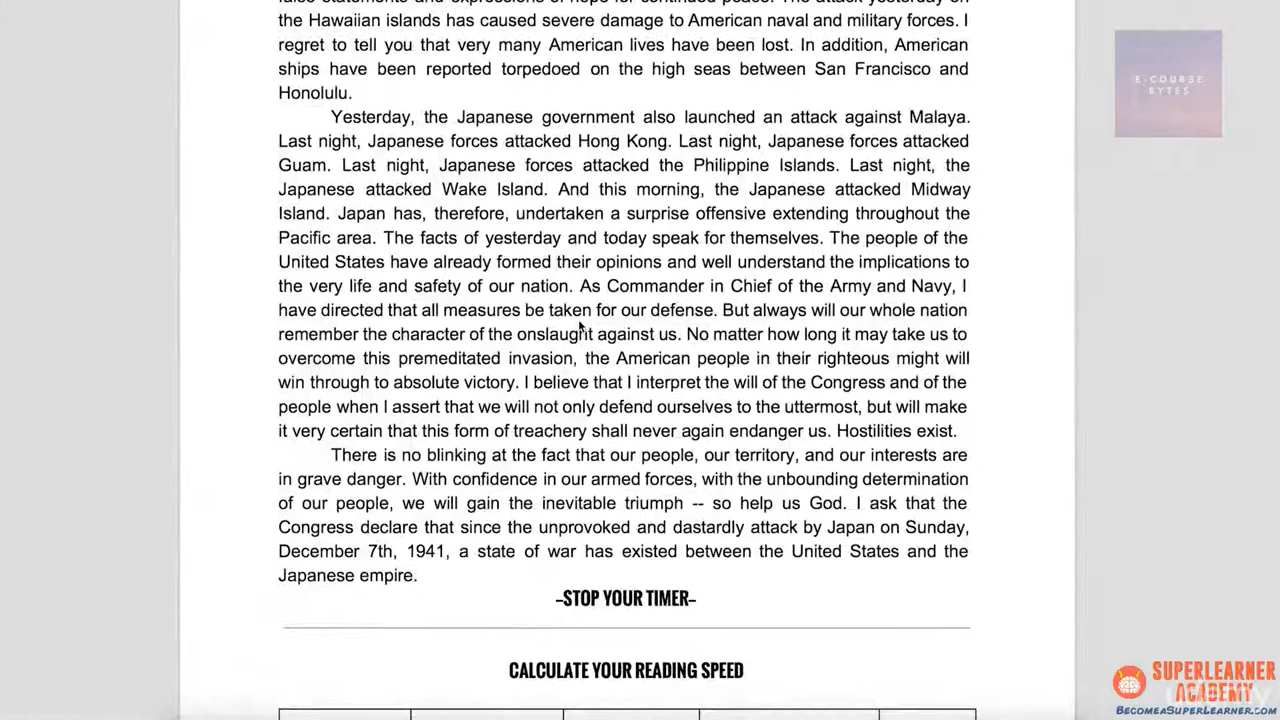 false statements and expressions of hope for continued peace. The attack yesterday on
the Hawaiian islands has caused severe damage to American naval and military forces. I
regret to tell you that very many American lives have been lost. In addition, American
ships have been reported torpedoed on the high seas between San Francisco and
Honolulu.
Yesterday, the Japanese government also launched an attack against Malaya.
Last night, Japanese forces attacked Hong Kong. Last night, Japanese forces attacked
Guam. Last night, Japanese forces attacked the Philippine Islands. Last night, the
Japanese attacked Wake Island. And this morning, the Japanese attacked Midway
Island. Japan has, therefore, undertaken a surprise offensive extending throughout the
Pacific area. The facts of yesterday and today speak for themselves. The people of the
United States have already formed their opinions and well understand the implications to
the very life and safety of our nation. As Commander in Chief of the Army and Navy, I
have directed that all measures be taken for our defense. But always will our whole nation
remember the character of the onslaught against us. No matter how long it may take us to
overcome this premeditated invasion, the American people in their righteous might will
win through to absolute victory. I believe that I interpret the will of the Congress and of the
people when I assert that we will not only defend ourselves to the uttermost, but will make
it very certain that this form of treachery shall never again endanger us. Hostilities exist.
There is no blinking at the fact that our people, our territory, and our interests are
in grave danger. With confidence in our armed forces, with the unbounding determination
of our people, we will gain the inevitable triumph -- so help us God. I ask that the
Congress declare that since the unprovoked and dastardly attack by Japan on Sunday,
December 7th, 1941, a state of war has existed between the United States and the
Japanese empire.
–STOP YOUR TIMER–
CALCULATE YOUR READING SPEED
E-COURSE
BYTES
SUPERLEARNER
ACADEMY
BECOMEASUPERLEARNER.COM